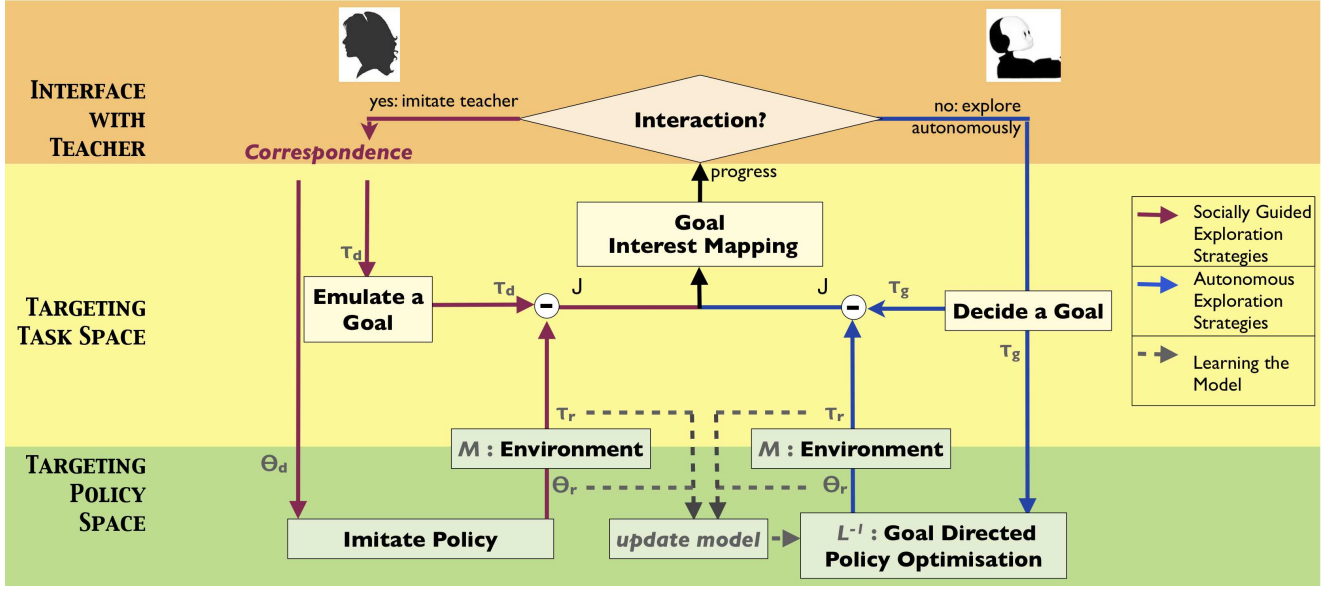 INTERFACE
WITH
TEACHER
yes: imitate teacher
Interaction?
no: explore
autonomously
Correspondence
progress
Goal
Interest Mapping
Socially Guided
Exploration
Strategies
Autonomous
Exploration
Strategies
Learning the
Model
TARGETING
TASK SPACE
τd
Emulate a
Goal
τd
-
J
J
-
τg
Decide a Goal
τg
τr
τr
M : Environment
M : Environment
TARGETING
POLICY
SPACE
Θd
Θr
Θr
Imitate Policy
update model
L⁻¹ : Goal Directed
Policy Optimisation